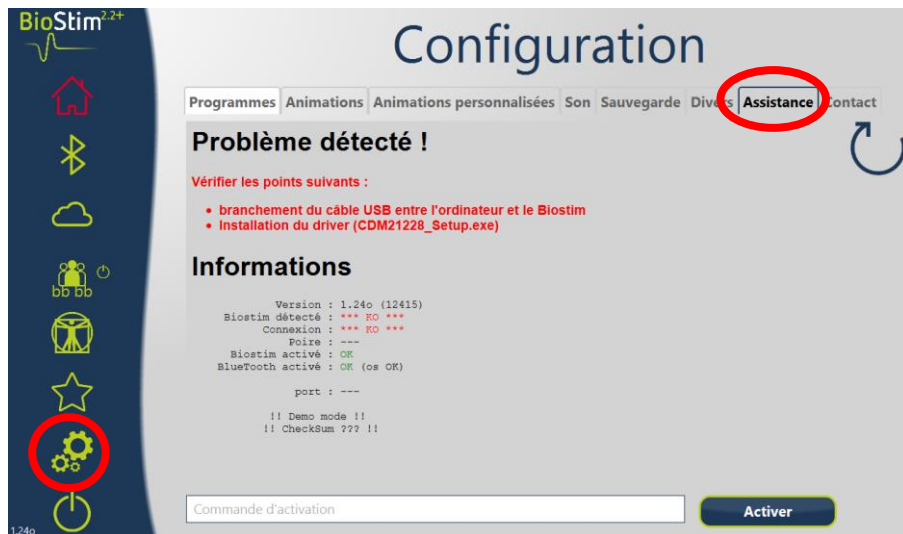 BioStim2.2+
Configuration
Programmes Animations Animations personnalisées Son Sauvegarde Divers Assistance Contact
Problème détecté !
Vérifier les points suivants :
• branchement du câble USB entre l'ordinateur et le Biostim
• Installation du driver (CDM21228_Setup.exe)
Informations
Version : 1.24o (12415)
Biostim détecté : *** KO ***
Connexion : *** KO ***
Poire : ---
Biostim activé : OK
BlueTooth activé : OK (os OK)
port : ---
!! Demo mode !!
!! CheckSum ??? !!
bb bb
Commande d'activation
Activer
1.24o